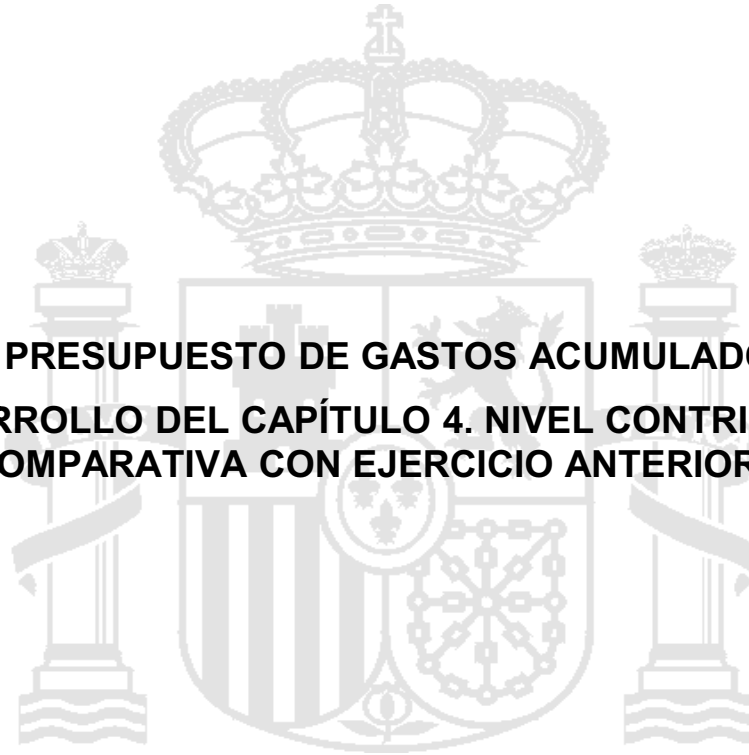 PRESUPUESTO DE GASTOS ACUMULADO
RROLLO DEL CAPÍTULO 4. NIVEL CONTRI
OMPARATIVA CON EJERCICIO ANTERIOR